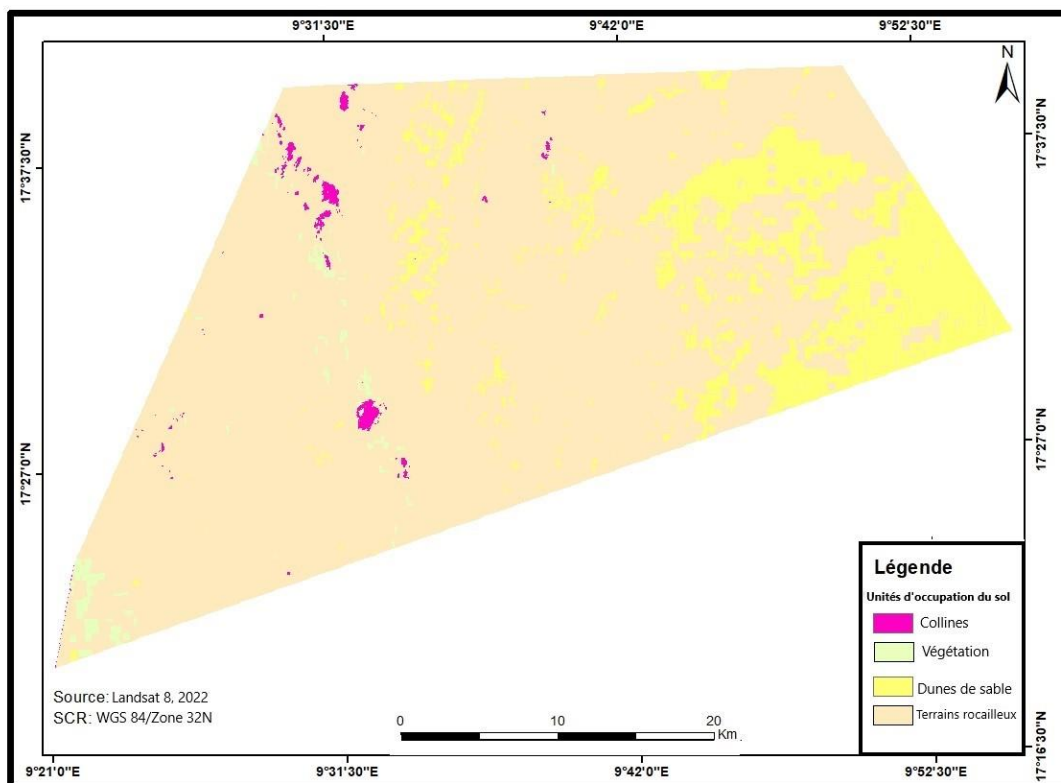 9°31'30"E 9°42'0"E 9°52'30"E
N
17°37'30"N
17°37'30"N
17°27'0"N
17°27'0"N
Légende
Unités d'occupation du sol
Collines
Végétation
Dunes de sable
Terrains rocailleux
Source: Landsat 8, 2022
SCR: WGS 84/Zone 32N
0 10 20
Km
17°16'30"N
9°21'0"E 9°31'30"E 9°42'0"E 9°52'30"E